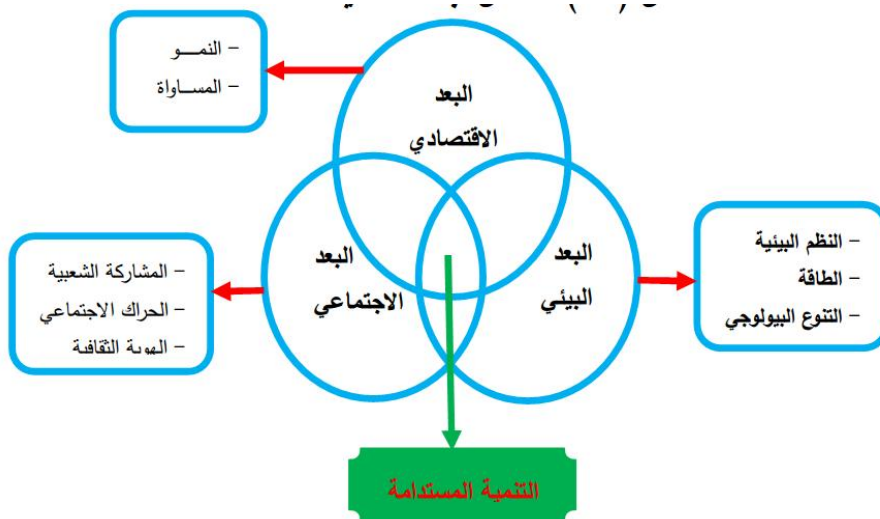 – النمــو
– المســاواة
البعد
الاقتصادي
البعد
الاجتماعي
البعد
البيئي
– المشاركة الشعبية
– الحراك الاجتماعي
– الهوية الثقافية
– النظم البيئية
– الطاقة
– التنوع البيولوجي
التنمية المستدامة